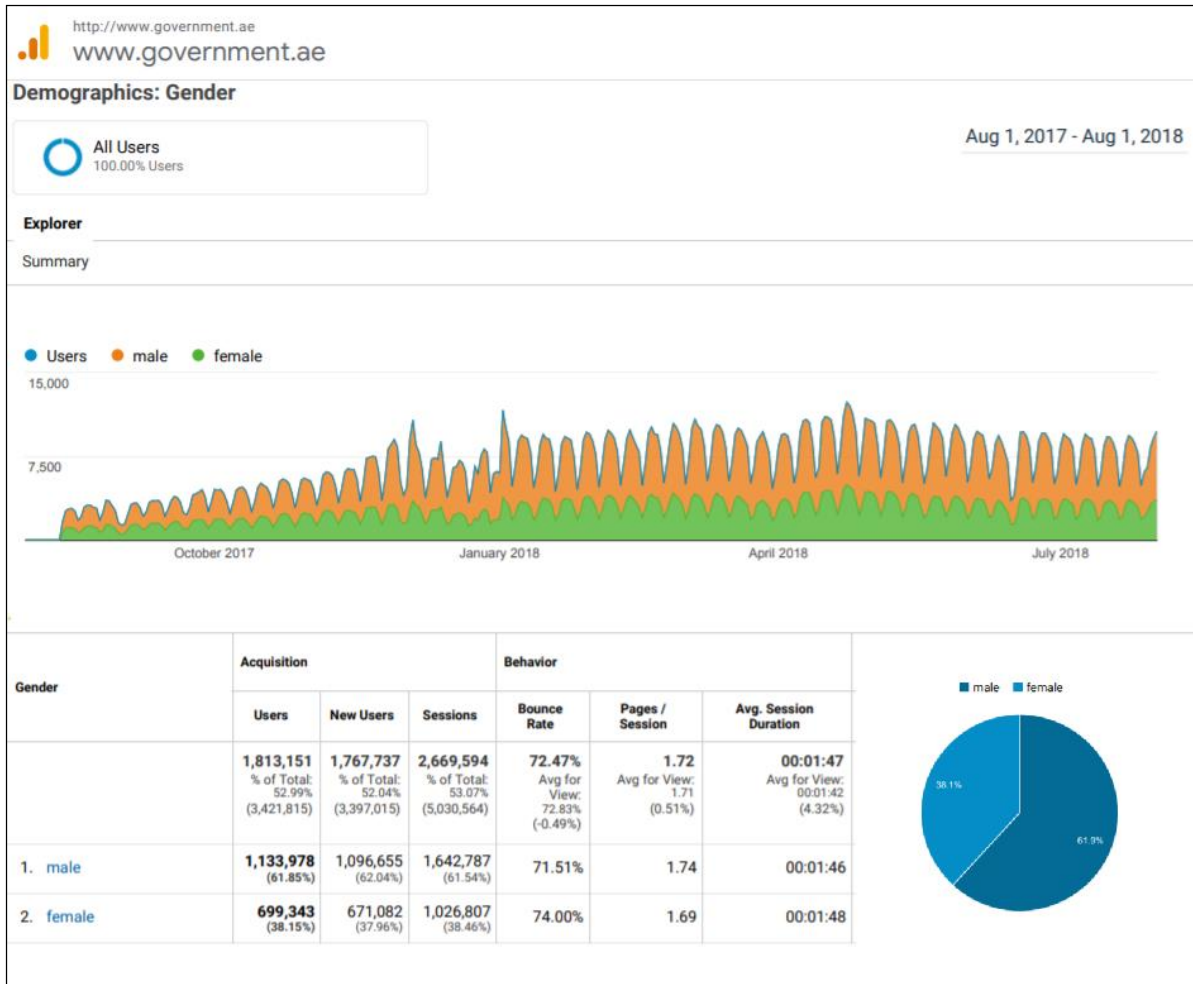 http://www.government.ae
www.government.ae
Demographics: Gender
All Users
100.00% Users
Aug 1, 2017 - Aug 1, 2018
Explorer
Summary
Users male female
15,000
7,500
October 2017 January 2018 April 2018 July 2018
Gender
Acquisition Behavior
Users New Users Sessions Bounce Rate Pages / Session Avg. Session Duration
1,813,151
% of Total:
52.99%
(3,421,815)
1,767,737
% of Total:
52.04%
(3,397,015)
2,669,594
% of Total:
53.07%
(5,030,564)
72.47%
Avg for
View:
72.83%
(-0.49%)
1.72
Avg for View:
1.71
(0.51%)
00:01:47
Avg for View:
00:01:42
(4.32%)
1. male 1,133,978 (61.85%) 1,096,655 (62.04%) 1,642,787 (61.54%) 71.51% 1.74 00:01:46
2. female 699,343 (38.15%) 671,082 (37.96%) 1,026,807 (38.46%) 74.00% 1.69 00:01:48
male female
38.1%
61.9%